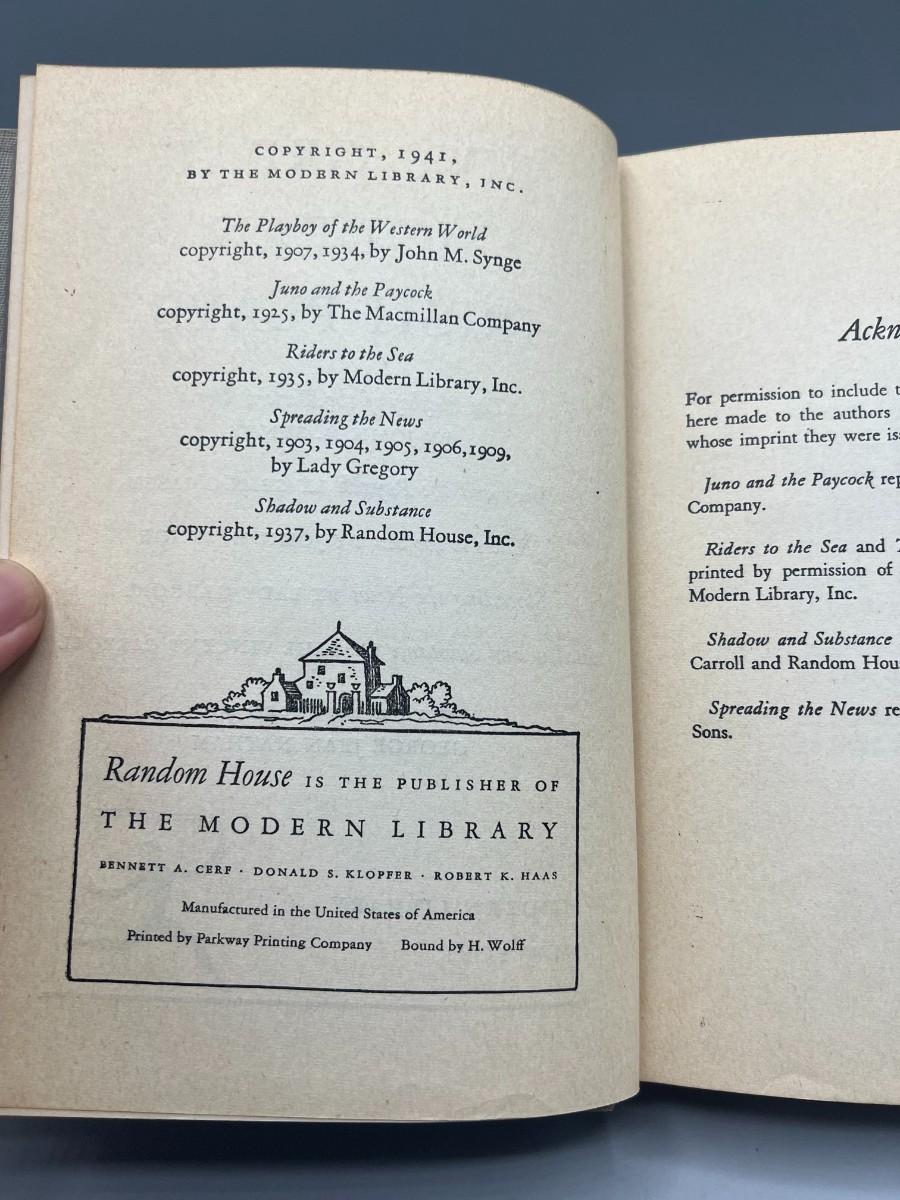 COPYRIGHT, 1941,
BY THE MODERN LIBRARY, INC.
The Playboy of the Western World
copyright, 1907, 1934, by John M. Synge
Juno and the Paycock
copyright, 1925, by The Macmillan Company
Riders to the Sea
copyright, 1935, by Modern Library, Inc.
Spreading the News
copyright, 1903, 1904, 1905, 1906, 1909,
by Lady Gregory
Shadow and Substance
copyright, 1937, by Random House, Inc.
Random House IS THE PUBLISHER OF
THE MODERN LIBRARY
BENNETT A. CERF · DONALD S. KLOPFER · ROBERT K. HAAS
Manufactured in the United States of America
Printed by Parkway Printing Company Bound by H. Wolff
Ackn
For permission to include t
here made to the authors
whose imprint they were is
Juno and the Paycock rep
Company.
Riders to the Sea and T
printed by permission of
Modern Library, Inc.
Shadow and Substance
Carroll and Random Hou
Spreading the News re
Sons.